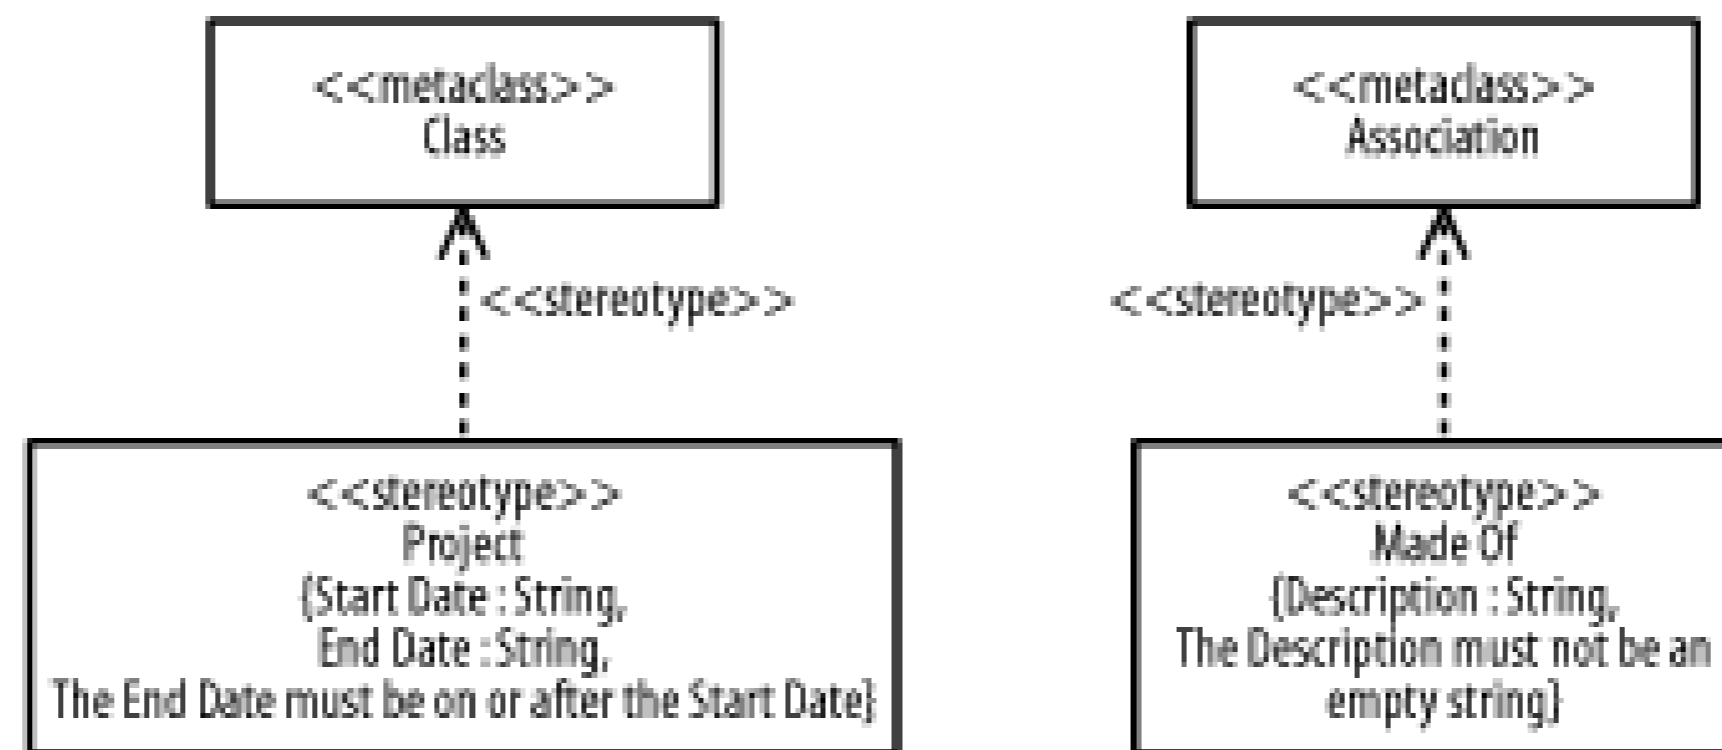 <<metaclass>>
Class
<<metaclass>>
Association
<<stereotype>>
<<stereotype>>
<<stereotype>>
Project
{Start Date : String,
End Date : String,
The End Date must be on or after the Start Date}
<<stereotype>>
Made Of
{Description : String,
The Description must not be an
empty string}